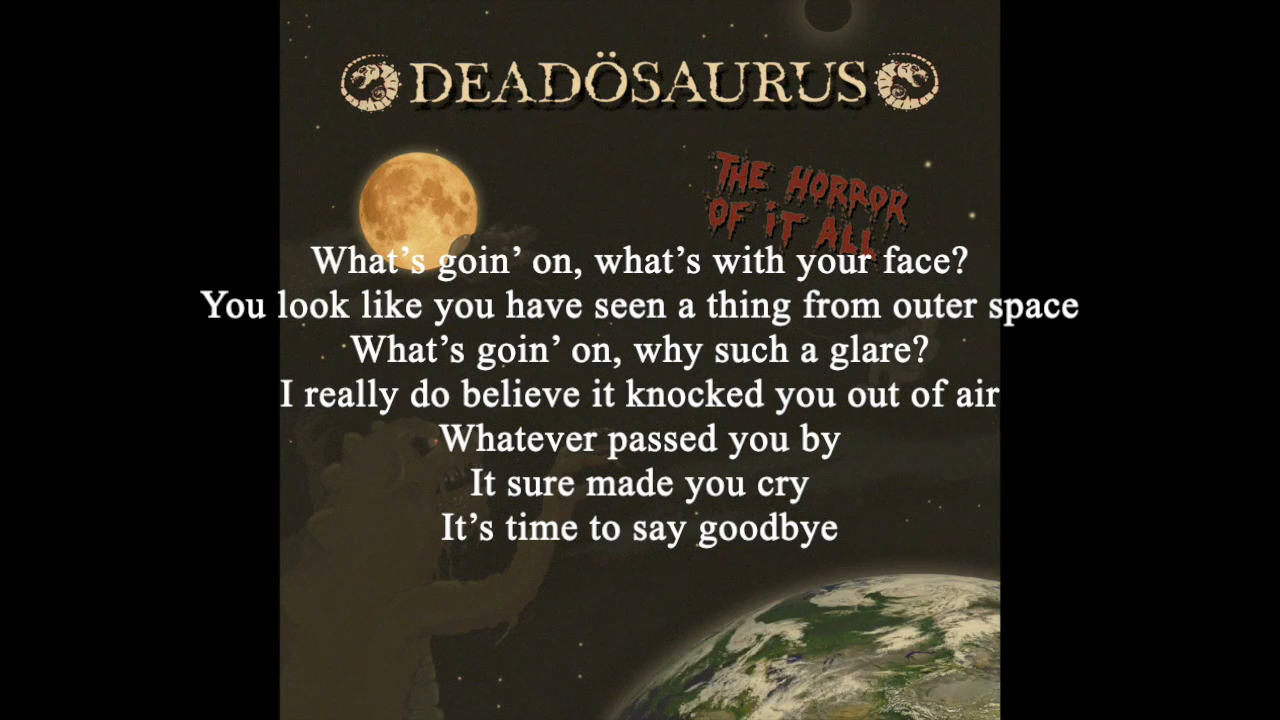 DEADÖSAURUS
THE HORROR
OF iT ALL
What’s goin’ on, what’s with your face?
You look like you have seen a thing from outer space
What’s goin’ on, why such a glare?
I really do believe it knocked you out of air
Whatever passed you by
It sure made you cry
It’s time to say goodbye